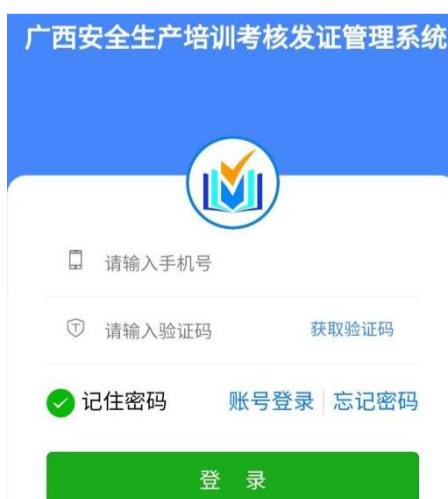 广西安全生产培训考核发证管理系统
请输入手机号
请输入验证码 获取验证码
记住密码 账号登录 忘记密码
登 录